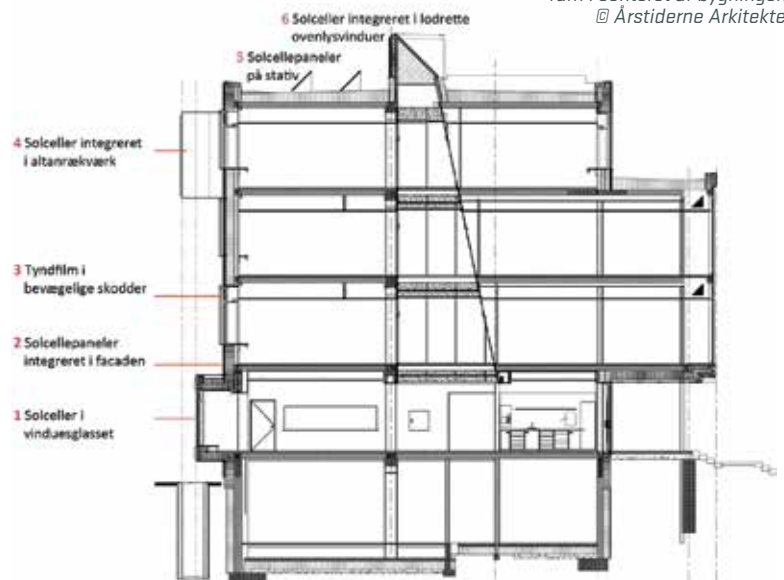 © Årstiderne Arkitekte
6 Solceller integreret i lodrette
ovenlysvinduer
5 Solcellepaneler
på stativ
4 Solceller integreret
i altanrækværk
3 Tyndfilm i
bevægelige skodder
2 Solcellepaneler
integreret i facaden
1 Solceller i
vinduesglasset